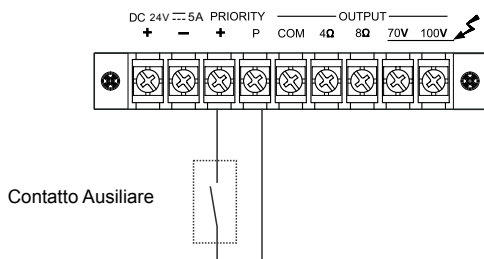 DC 24V ⎓ 5A PRIORITY OUTPUT
+ − + P COM 4Ω 8Ω 70V 100V
Contatto Ausiliare